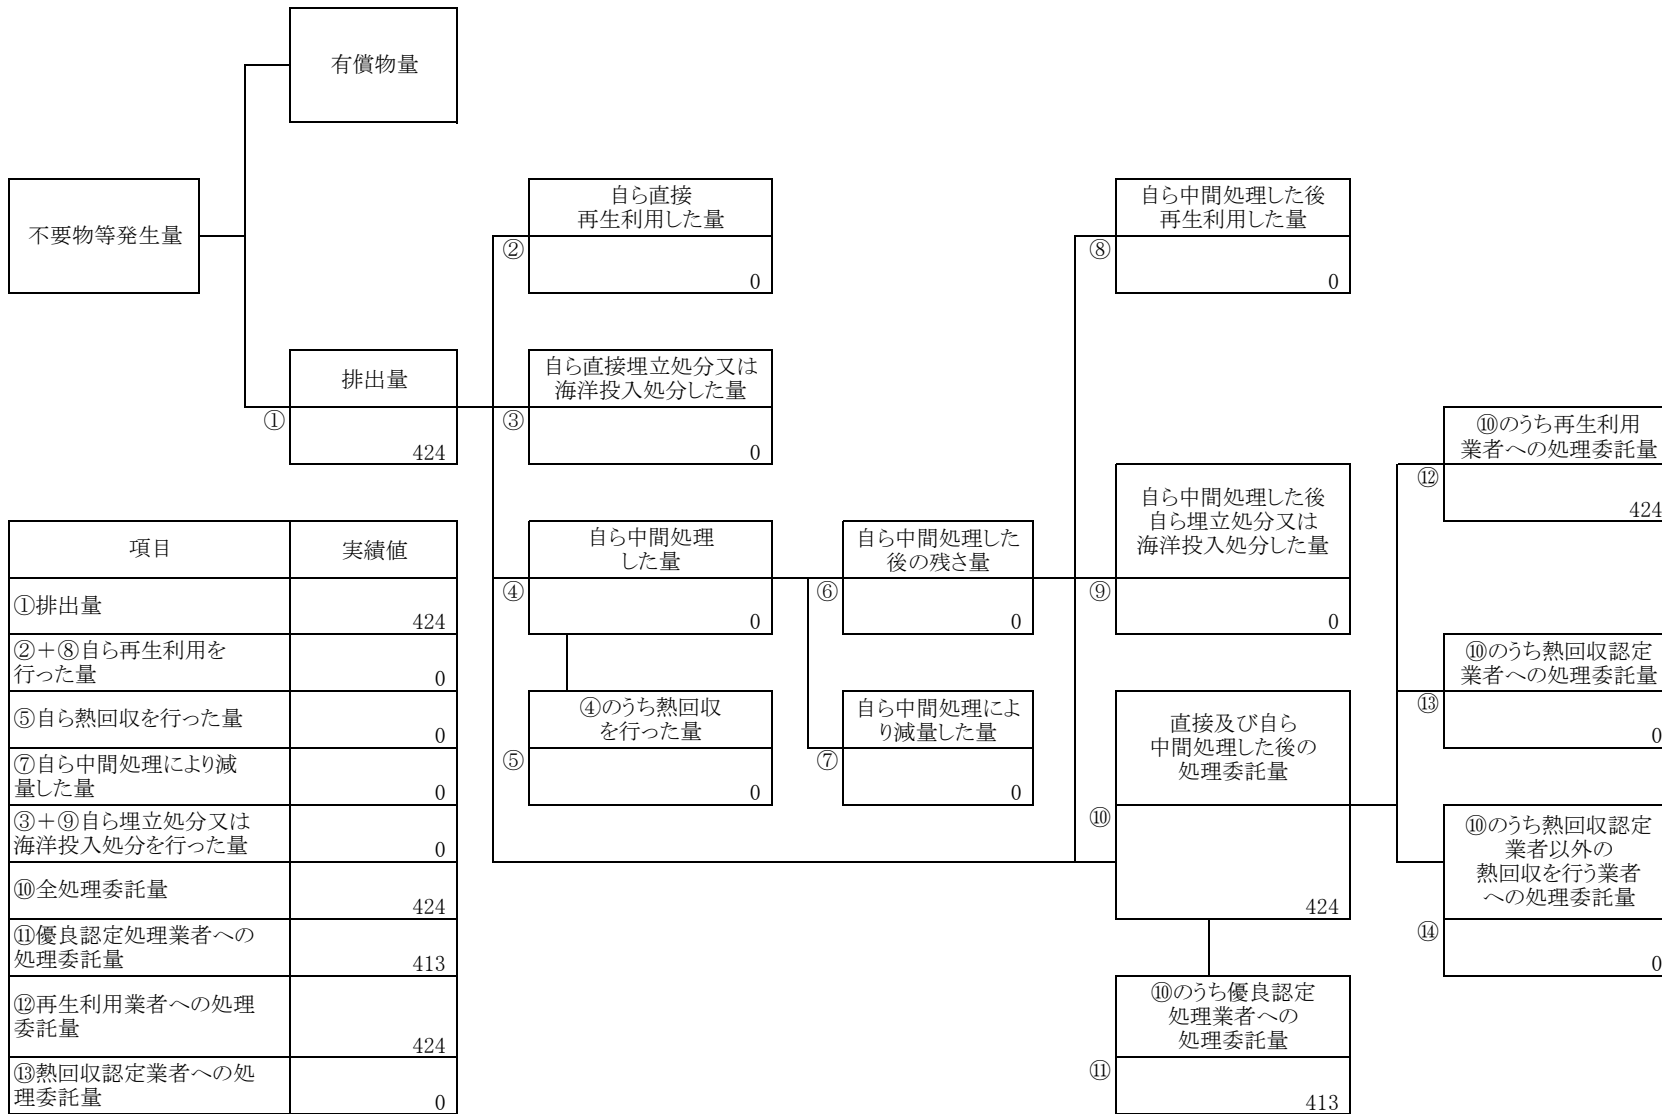 有償物量
不要物等発生量
排出量
①
424
自ら直接
再生利用した量
②
0
自ら直接埋立処分又は
海洋投入処分した量
③
0
自ら中間処理
した量
④
0
④のうち熱回収
を行った量
⑤
0
自ら中間処理した
後の残さ量
⑥
0
自ら中間処理によ
り減量した量
⑦
0
自ら中間処理した後
再生利用した量
⑧
0
自ら中間処理した後
自ら埋立処分又は
海洋投入処分した量
⑨
0
直接及び自ら
中間処理した後の
処理委託量
⑩
424
⑩のうち優良認定
処理業者への
処理委託量
⑪
413
⑩のうち再生利用
業者への処理委託量
⑫
424
⑩のうち熱回収認定
業者への処理委託量
⑬
0
⑩のうち熱回収認定
業者以外の
熱回収を行う業者
への処理委託量
⑭
0
項目 実績値
①排出量 424
②+⑧自ら再生利用を
行った量 0
⑤自ら熱回収を行った量 0
⑦自ら中間処理により減
量した量 0
③+⑨自ら埋立処分又は
海洋投入処分を行った量 0
⑩全処理委託量 424
⑪優良認定処理業者への
処理委託量 413
⑫再生利用業者への処理
委託量 424
⑬熱回収認定業者への処
理委託量 0